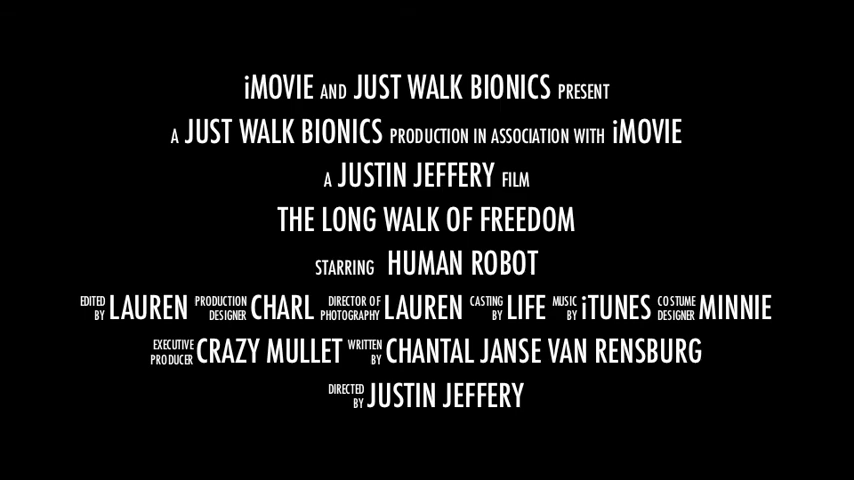 iMOVIE AND JUST WALK BIONICS PRESENT
A JUST WALK BIONICS PRODUCTION IN ASSOCIATION WITH iMOVIE
A JUSTIN JEFFERY FILM
THE LONG WALK OF FREEDOM
STARRING HUMAN ROBOT
EDITED BY LAUREN PRODUCTION DESIGNER CHARL DIRECTOR OF PHOTOGRAPHY LAUREN CASTING BY LIFE MUSIC BY iTUNES COSTUME DESIGNER MINNIE
EXECUTIVE PRODUCER CRAZY MULLET WRITTEN BY CHANTAL JANSE VAN RENSBURG
DIRECTED BY JUSTIN JEFFERY